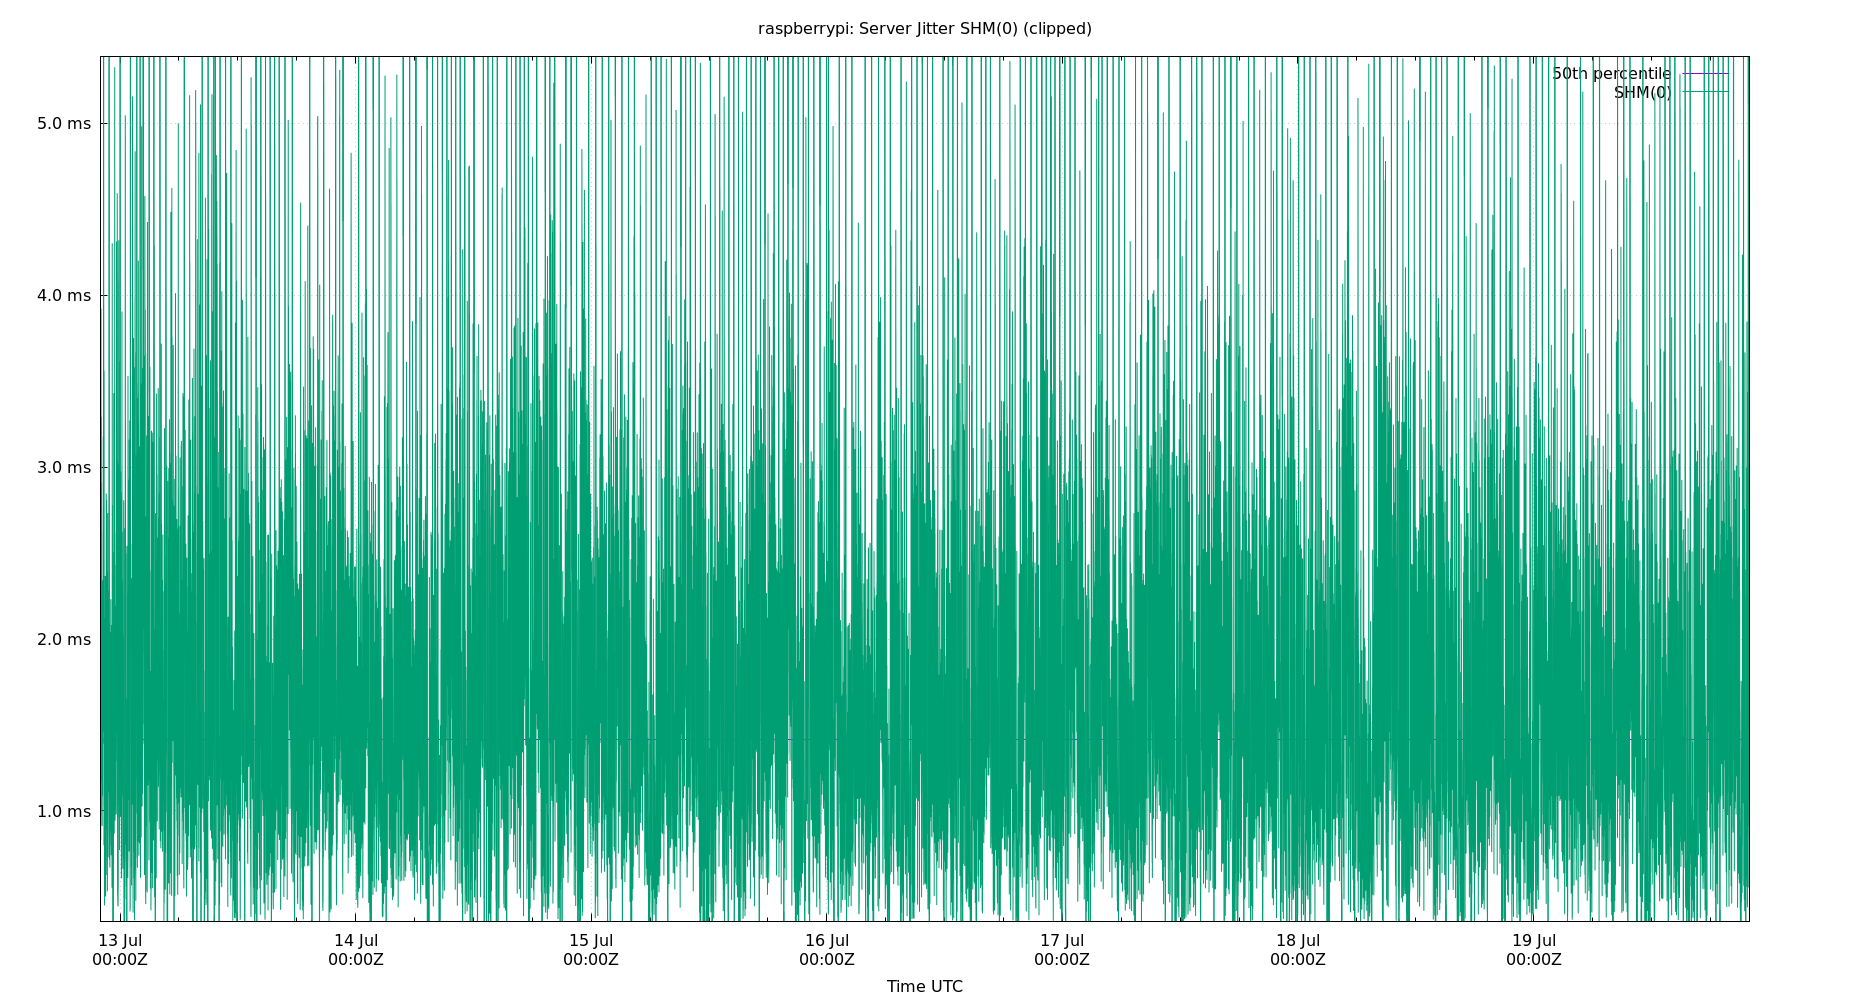 raspberrypi: Server Jitter SHM(0) (clipped)
50th percentile
SHM(0)
5.0 ms
4.0 ms
3.0 ms
2.0 ms
1.0 ms
13 Jul 14 Jul 15 Jul 16 Jul 17 Jul 18 Jul 19 Jul
00:00Z 00:00Z 00:00Z 00:00Z 00:00Z 00:00Z 00:00Z
Time UTC